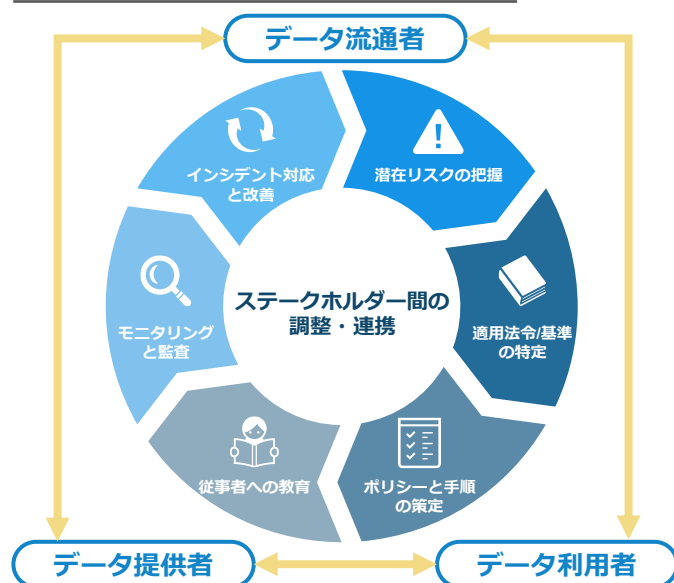 データ流通者
インシデント対応
と改善
潜在リスクの把握
ステークホルダー間の
調整・連携
モニタリング
と監査
適用法令/基準
の特定
従事者への教育
ポリシーと手順
の策定
データ提供者
データ利用者